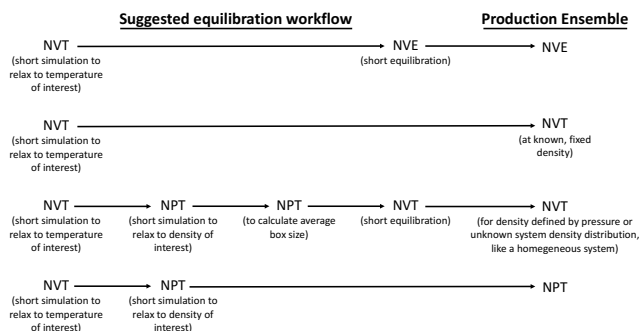 Suggested equilibration workflow
Production Ensemble
NVT
NVE
NVE
(short simulation to
relax to temperature
of interest)
(short equilibration)
NVT
NVT
(short simulation to
relax to temperature
of interest)
(at known, fixed
density)
NVT
NPT
NPT
NVT
NVT
(short simulation to
relax to temperature
of interest)
(short simulation to
relax to density of
interest)
(to calculate average
box size)
(short equilibration)
(for density defined by pressure or
unknown system density distribution,
like a homogeneous system)
NVT
NPT
NPT
(short simulation to
relax to temperature
of interest)
(short simulation to
relax to density of
interest)